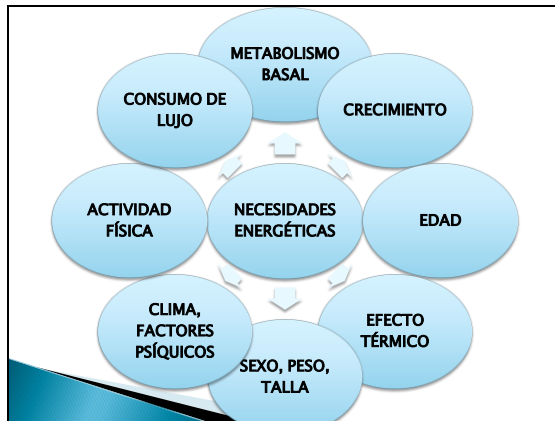 METABOLISMO
BASAL
CONSUMO DE
LUJO
CRECIMIENTO
ACTIVIDAD
FÍSICA
NECESIDADES
ENERGÉTICAS
EDAD
CLIMA,
FACTORES
PSÍQUICOS
EFECTO
TÉRMICO
SEXO, PESO,
TALLA